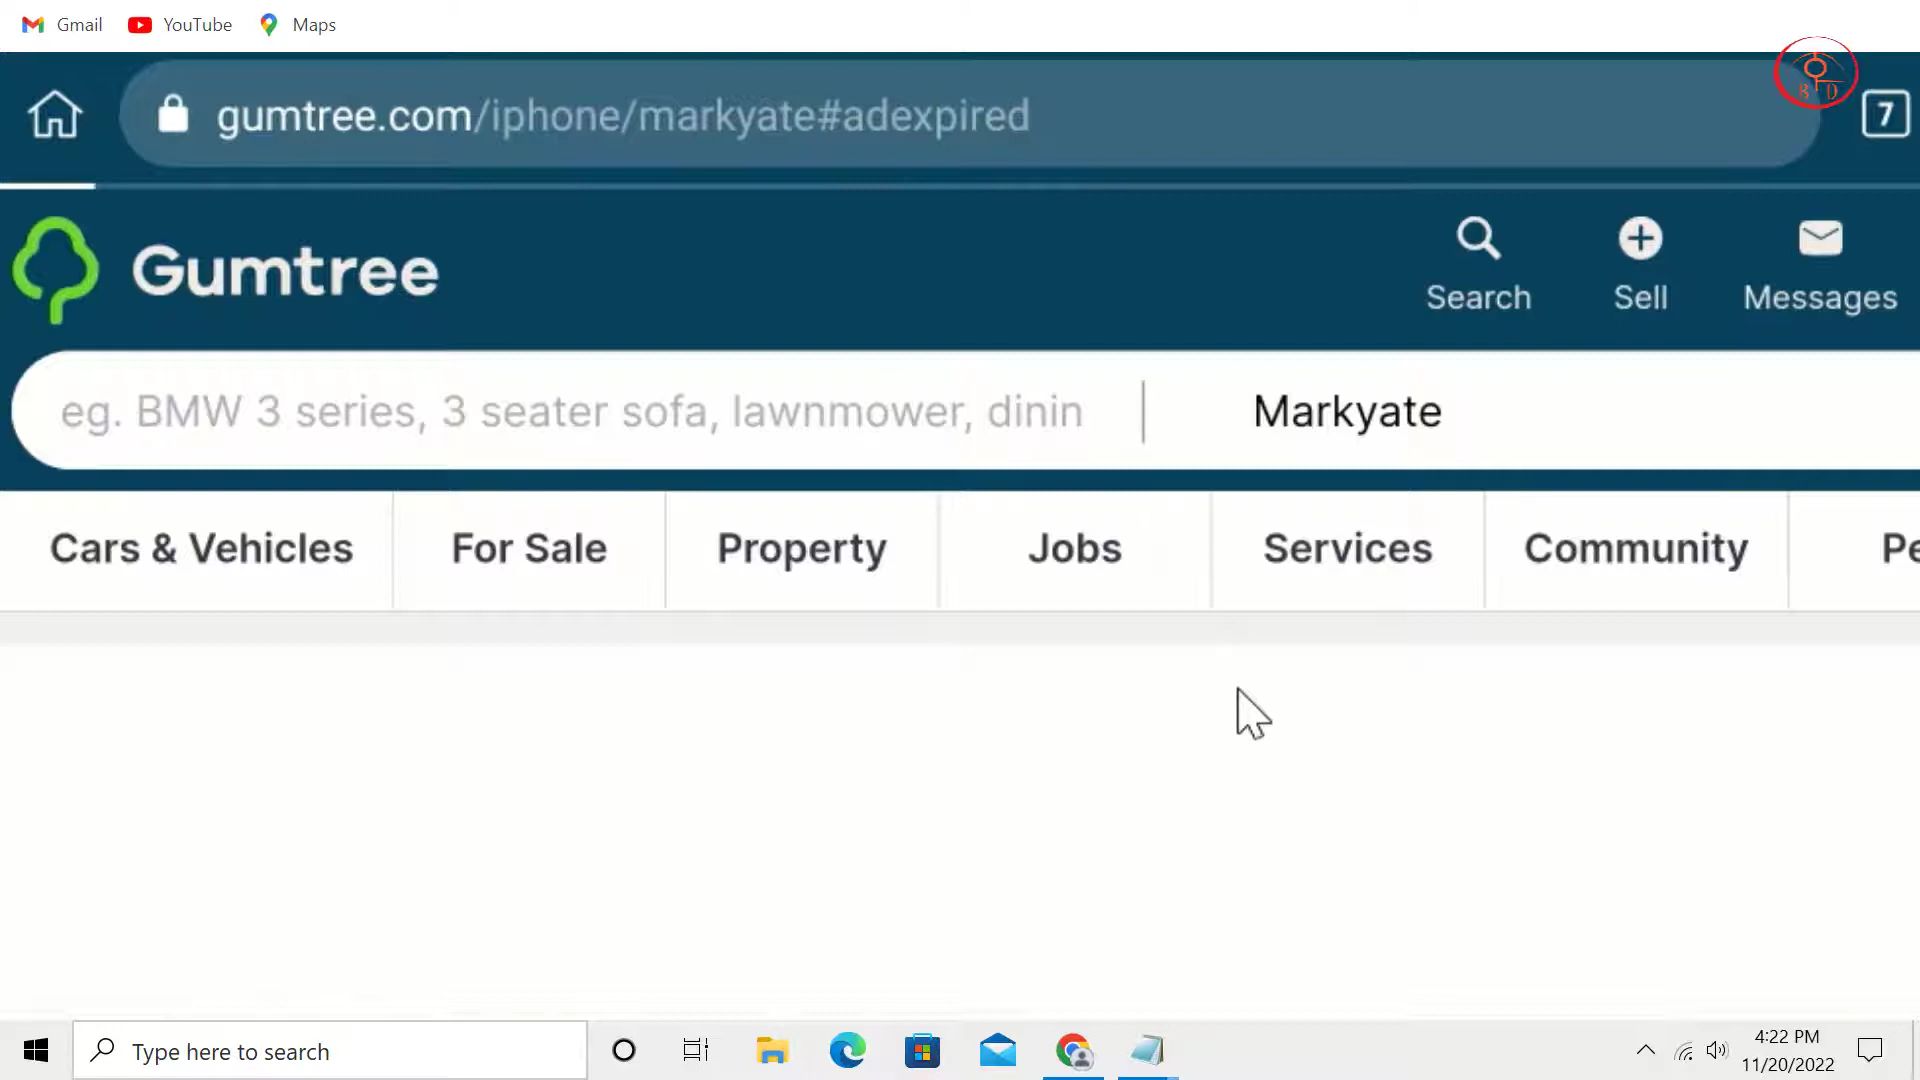 Gmail YouTube Maps
gumtree.com/iphone/markyate#adexpired
7
B D
Gumtree
Search Sell Messages
eg. BMW 3 series, 3 seater sofa, lawnmower, dinin Markyate
Cars & Vehicles For Sale Property Jobs Services Community Pe
Type here to search
4:22 PM
11/20/2022